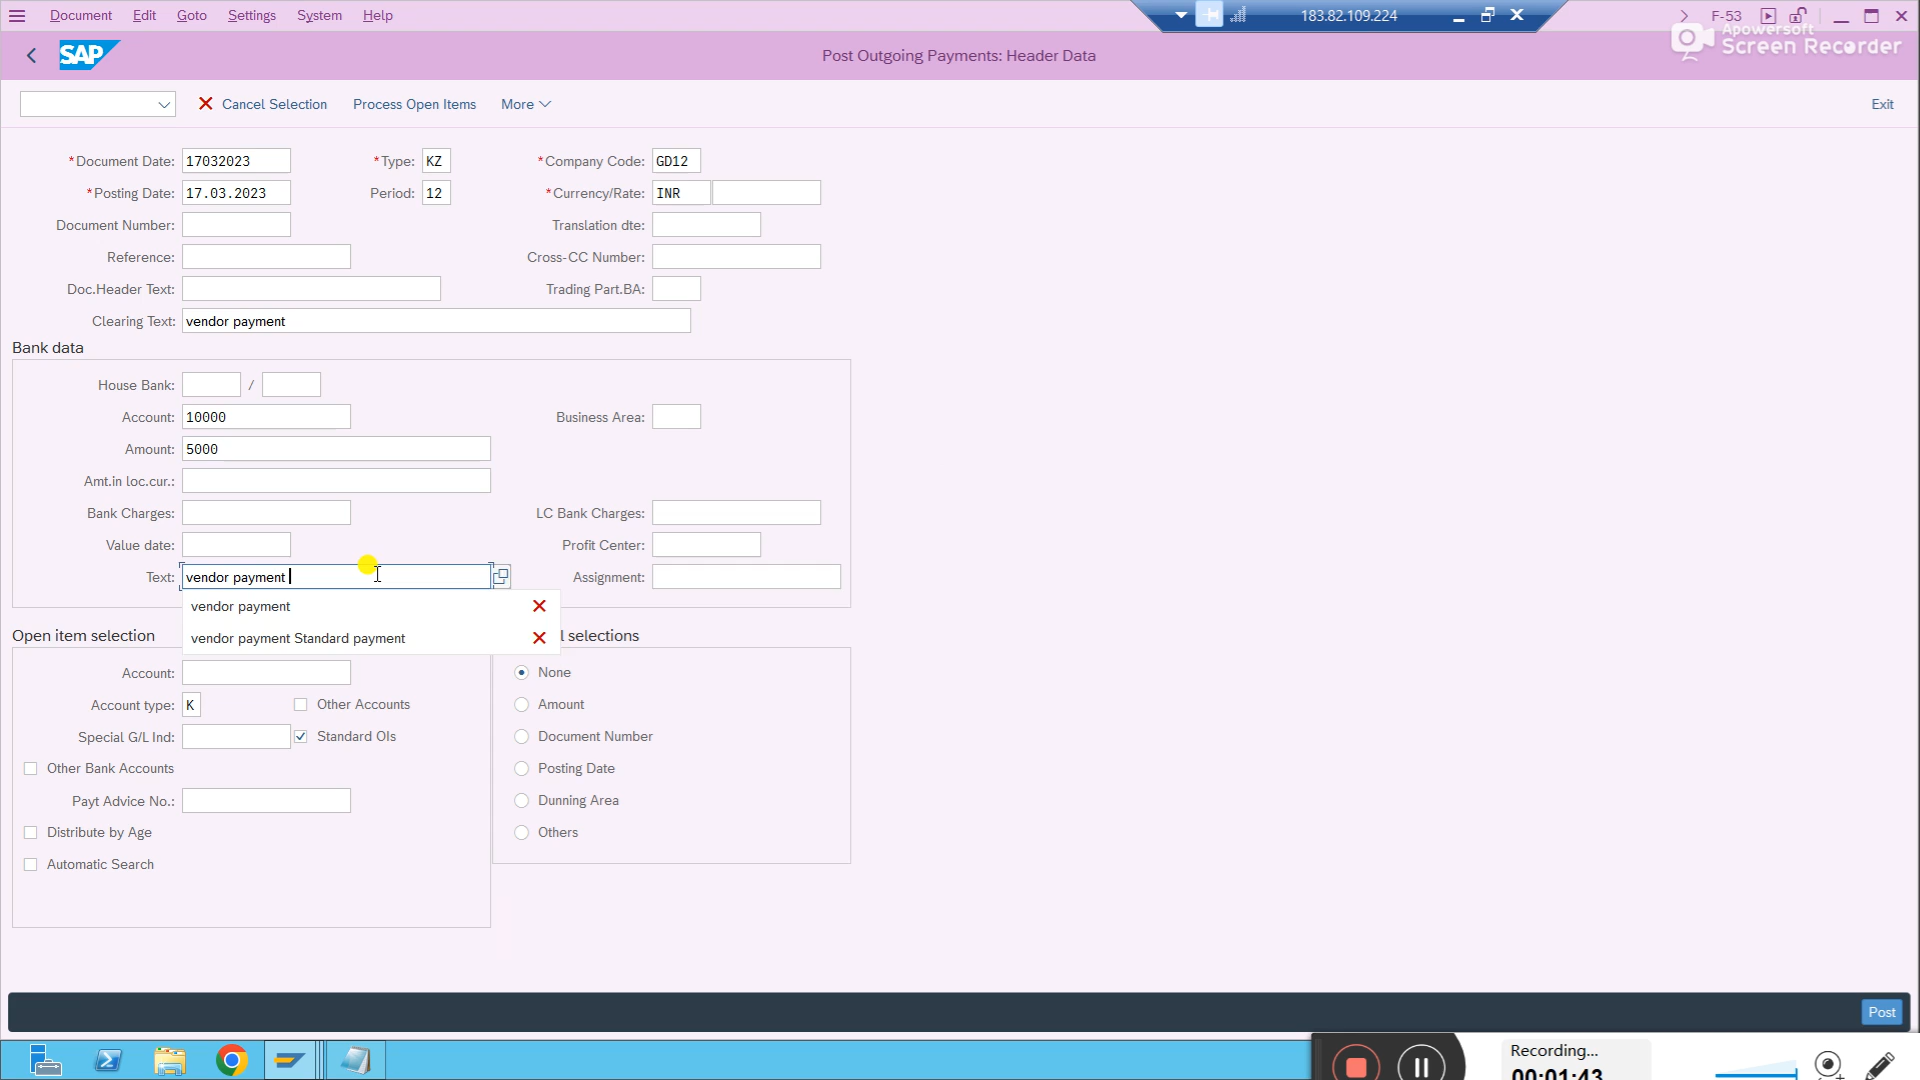 Document Edit Goto Settings System Help
183.82.109.224
F-53
Apowersoft
Screen Recorder
SAP
Post Outgoing Payments: Header Data
Cancel Selection Process Open Items More
Exit
*Document Date: 17032023 *Type: KZ *Company Code: GD12
*Posting Date: 17.03.2023 Period: 12 *Currency/Rate: INR
Document Number: Translation dte:
Reference: Cross-CC Number:
Doc.Header Text: Trading Part.BA:
Clearing Text: vendor payment
Bank data
House Bank: /
Account: 10000 Business Area:
Amount: 5000
Amt.in loc.cur.:
Bank Charges: LC Bank Charges:
Value date: Profit Center:
Text: vendor payment Assignment:
vendor payment
vendor payment Standard payment
Open item selection l selections
Account: None
Account type: K Other Accounts Amount
Special G/L Ind: Standard OIs Document Number
Other Bank Accounts Posting Date
Payt Advice No.: Dunning Area
Distribute by Age Others
Automatic Search
Post
Recording...
00:01:43